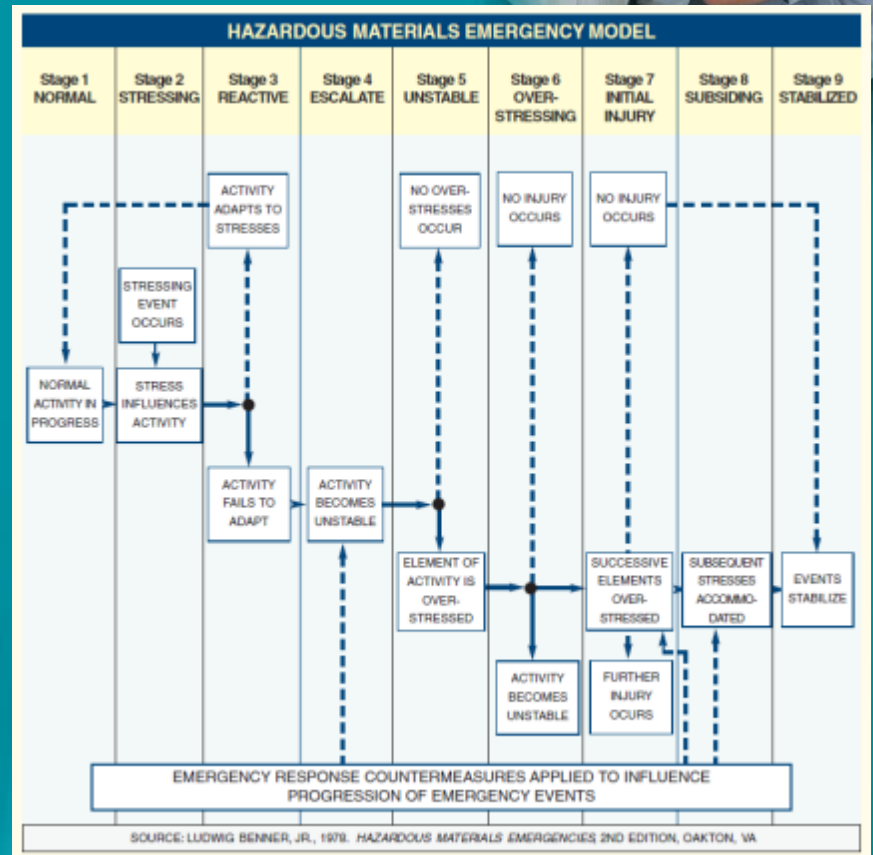 HAZARDOUS MATERIALS EMERGENCY MODEL
Stage 1
NORMAL
Stage 2
STRESSING
Stage 3
REACTIVE
Stage 4
ESCALATE
Stage 5
UNSTABLE
Stage 6
OVER-
STRESSING
Stage 7
INITIAL
INJURY
Stage 8
SUBSIDING
Stage 9
STABILIZED
ACTIVITY
ADAPTS TO
STRESSES
NO OVER-
STRESSES
OCCUR
NO INJURY
OCCURS
NO INJURY
OCCURS
STRESSING
EVENT
OCCURS
NORMAL
ACTIVITY IN
PROGRESS
STRESS
INFLUENCES
ACTIVITY
ACTIVITY
FAILS TO
ADAPT
ACTIVITY
BECOMES
UNSTABLE
ELEMENT OF
ACTIVITY IS
OVER-
STRESSED
SUCCESSIVE
ELEMENTS
OVER-
STRESSED
SUBSEQUENT
STRESSES
ACCOMMO-
DATED
EVENTS
STABILIZE
ACTIVITY
BECOMES
UNSTABLE
FURTHER
INJURY
OCURS
EMERGENCY RESPONSE COUNTERMEASURES APPLIED TO INFLUENCE
PROGRESSION OF EMERGENCY EVENTS
SOURCE: LUDWIG BENNER, JR., 1978. HAZARDOUS MATERIALS EMERGENCIES, 2ND EDITION, OAKTON, VA